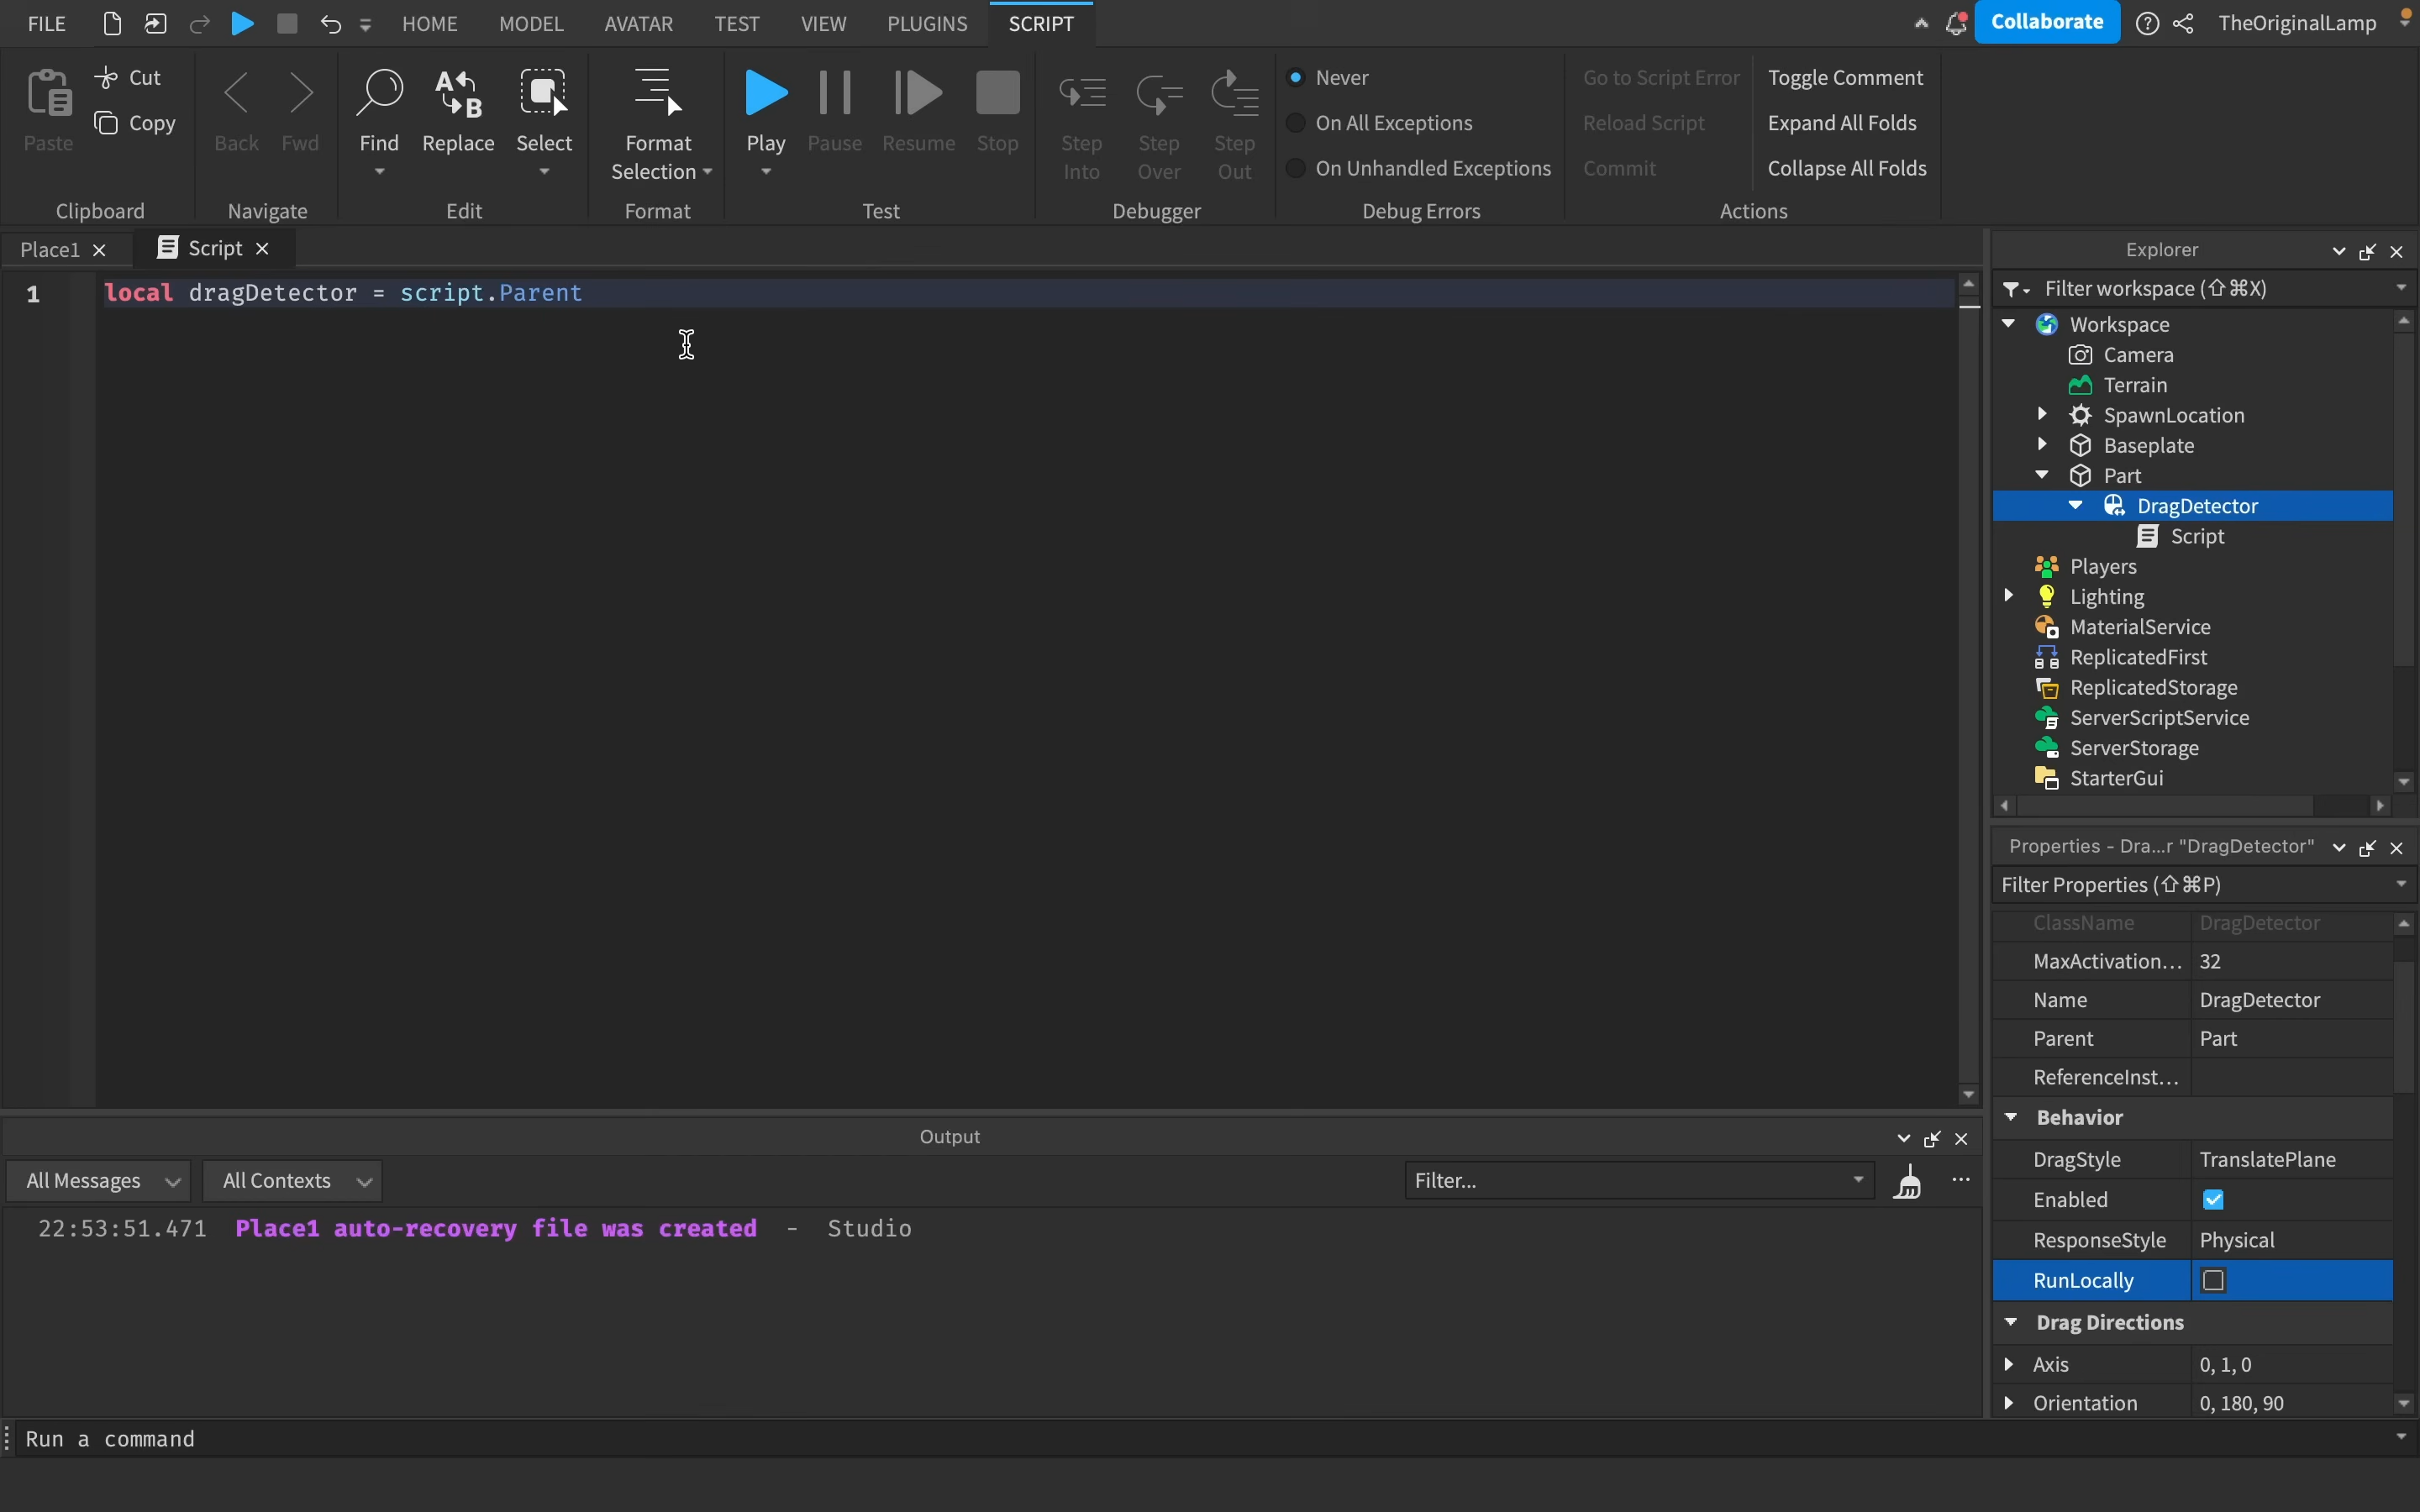 FILE HOME MODEL AVATAR TEST VIEW PLUGINS SCRIPT Collaborate TheOriginalLamp
Paste
Cut
Copy
Clipboard
Back Fwd
Navigate
Find Replace Select
Edit
Format
Selection
Format
Play Pause Resume Stop
Test
Step Into
Step Over
Step Out
Debugger
Never
On All Exceptions
On Unhandled Exceptions
Debug Errors
Go to Script Error
Reload Script
Commit
Toggle Comment
Expand All Folds
Collapse All Folds
Actions
Place1 Script
1 local dragDetector = script.Parent
Explorer
Filter workspace (⇧⌘X)
Workspace
Camera
Terrain
SpawnLocation
Baseplate
Part
DragDetector
Script
Players
Lighting
MaterialService
ReplicatedFirst
ReplicatedStorage
ServerScriptService
ServerStorage
StarterGui
Properties - Dra...r "DragDetector"
Filter Properties (⇧⌘P)
ClassName DragDetector
MaxActivation... 32
Name DragDetector
Parent Part
ReferenceInst...
Behavior
DragStyle TranslatePlane
Enabled
ResponseStyle Physical
RunLocally
Drag Directions
Axis 0, 1, 0
Orientation 0, 180, 90
Output
All Messages All Contexts Filter...
22:53:51.471 Place1 auto-recovery file was created - Studio
Run a command